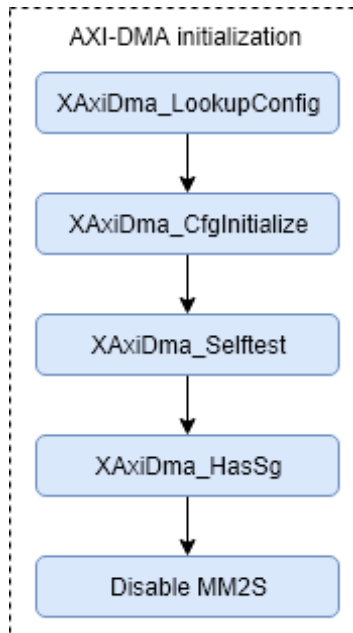 AXI-DMA initialization
XAxiDma_LookupConfig
XAxiDma_CfgInitialize
XAxiDma_Selftest
XAxiDma_HasSg
Disable MM2S